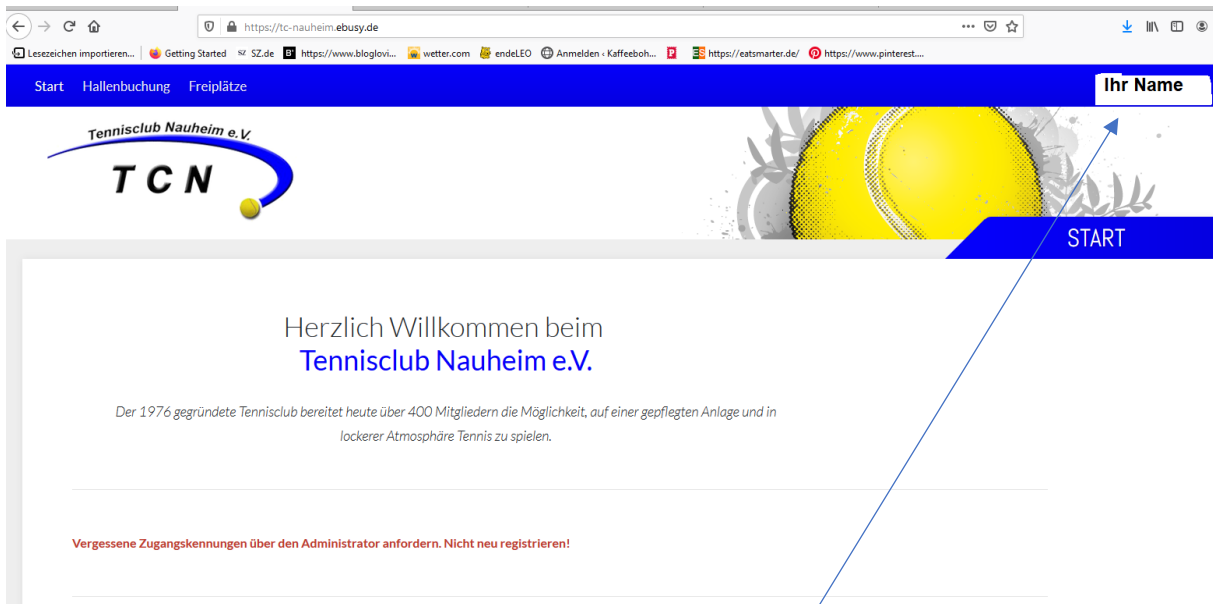 https://tc-nauheim.ebusy.de
Lesezeichen importieren... Getting Started SZ SZ.de B' https://www.bloglovi... wetter.com endeLEO Anmelden ‹ Kaffeeboh... P ES https://eatsmarter.de/ https://www.pinterest....
Start Hallenbuchung Freiplätze Ihr Name
Tennisclub Nauheim e.V.
TCN
START
Herzlich Willkommen beim
Tennisclub Nauheim e.V.
Der 1976 gegründete Tennisclub bereitet heute über 400 Mitgliedern die Möglichkeit, auf einer gepflegten Anlage und in
lockerer Atmosphäre Tennis zu spielen.
Vergessene Zugangskennungen über den Administrator anfordern. Nicht neu registrieren!